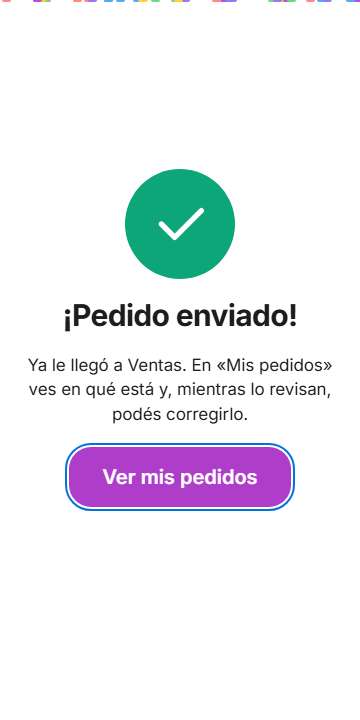 ¡Pedido enviado!
Ya le llegó a Ventas. En «Mis pedidos»
ves en qué está y, mientras lo revisan,
podés corregirlo.
Ver mis pedidos